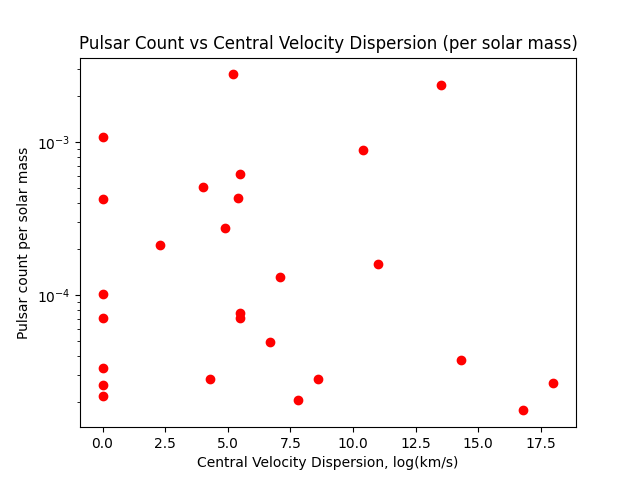 Pulsar Count vs Central Velocity Dispersion (per solar mass)
Pulsar count per solar mass
10⁻³
10⁻⁴
0.0 2.5 5.0 7.5 10.0 12.5 15.0 17.5
Central Velocity Dispersion, log(km/s)